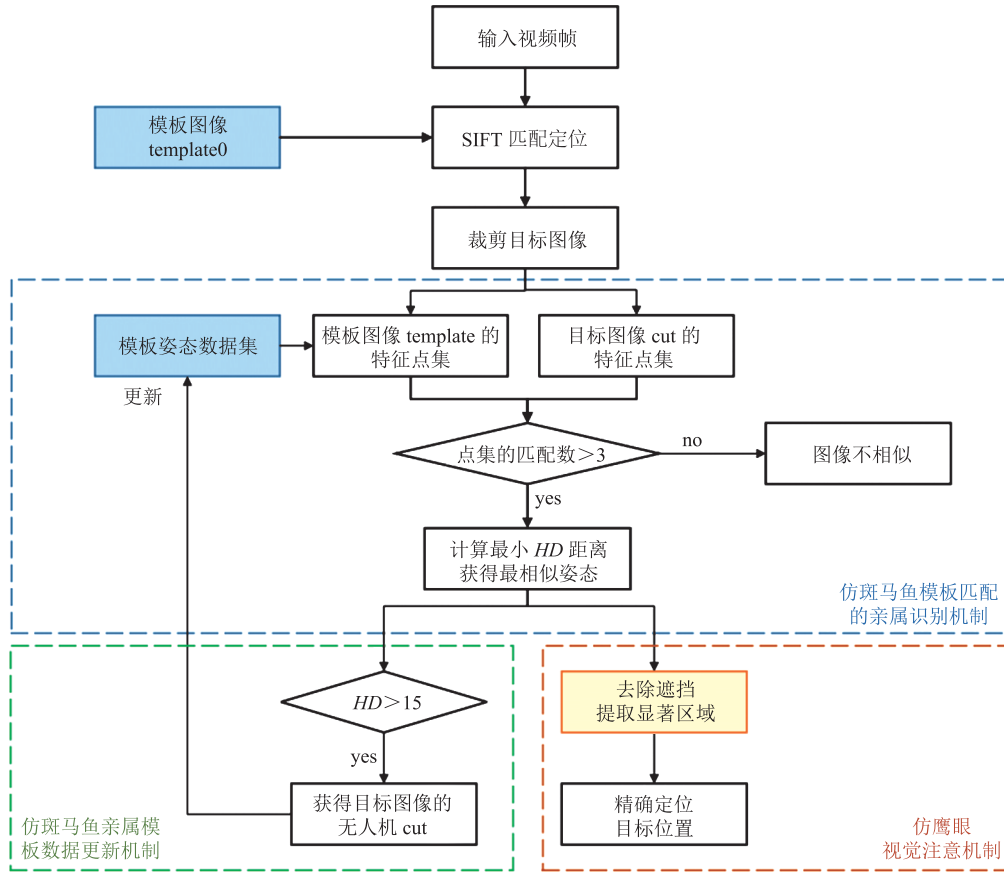 输入视频帧
模板图像
template0
SIFT 匹配定位
裁剪目标图像
模板姿态数据集
模板图像 template 的
特征点集
目标图像 cut 的
特征点集
更新
点集的匹配数＞3
no
图像不相似
yes
计算最小 HD 距离
获得最相似姿态
仿斑马鱼模板匹配
的亲属识别机制
HD＞15
去除遮挡
提取显著区域
yes
获得目标图像的
无人机 cut
精确定位
目标位置
仿斑马鱼亲属模
板数据更新机制
仿鹰眼
视觉注意机制